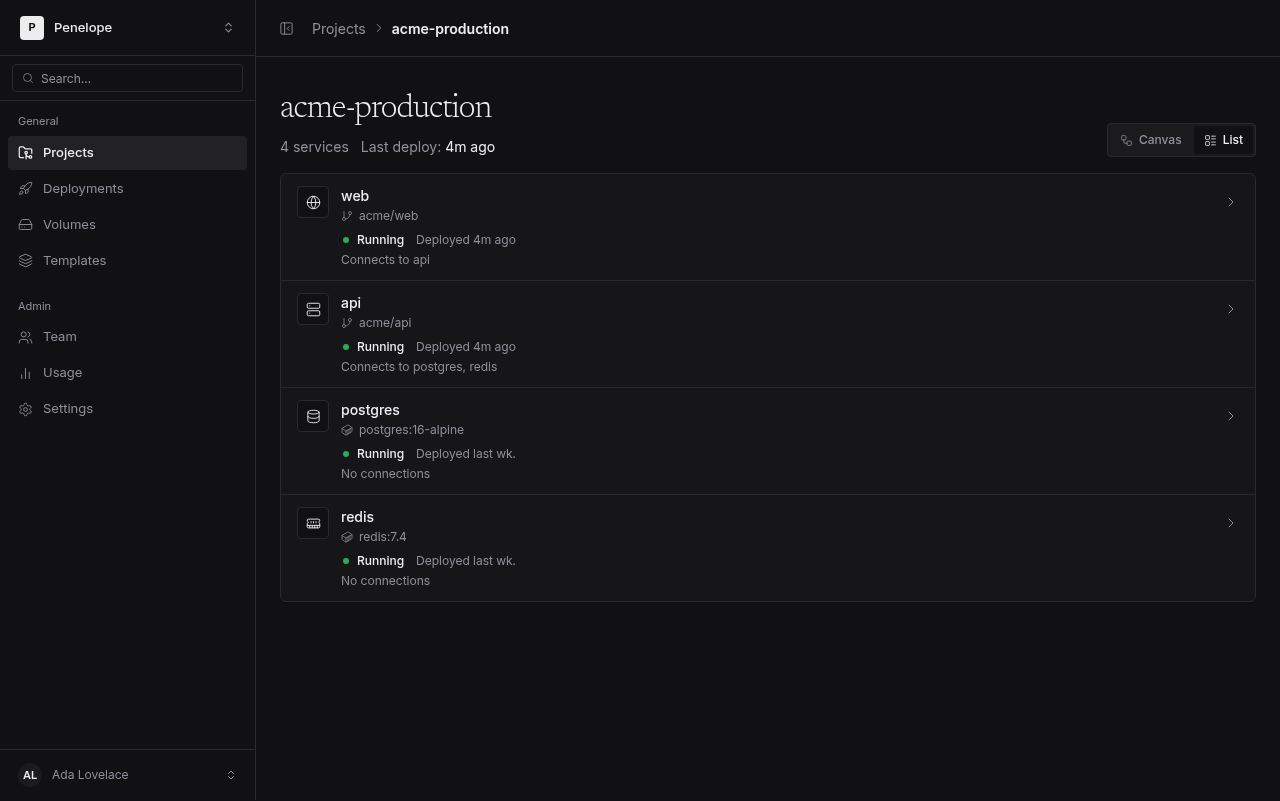 P Penelope
Search...
General
Projects
Deployments
Volumes
Templates
Admin
Team
Usage
Settings
AL Ada Lovelace
Projects acme-production
acme-production
4 services Last deploy: 4m ago
Canvas List
web
acme/web
Running Deployed 4m ago
Connects to api
api
acme/api
Running Deployed 4m ago
Connects to postgres, redis
postgres
postgres:16-alpine
Running Deployed last wk.
No connections
redis
redis:7.4
Running Deployed last wk.
No connections